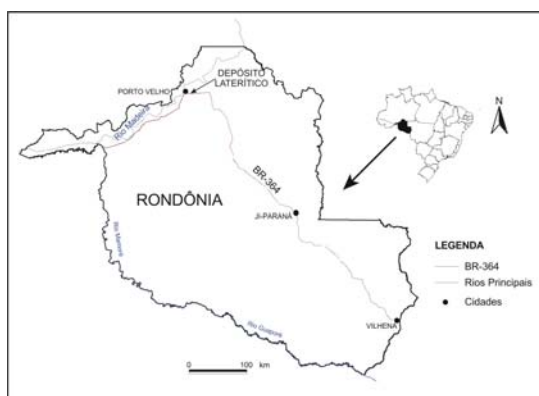 PORTO VELHO
DEPÓSITO
LATERÍTICO
Rio Madeira
N
BR-364
RONDÔNIA
JI-PARANÁ
Rio Mamoré
LEGENDA
BR-364
Rios Principais
Cidades
VILHENA
Rio Guaporé
0 100 km